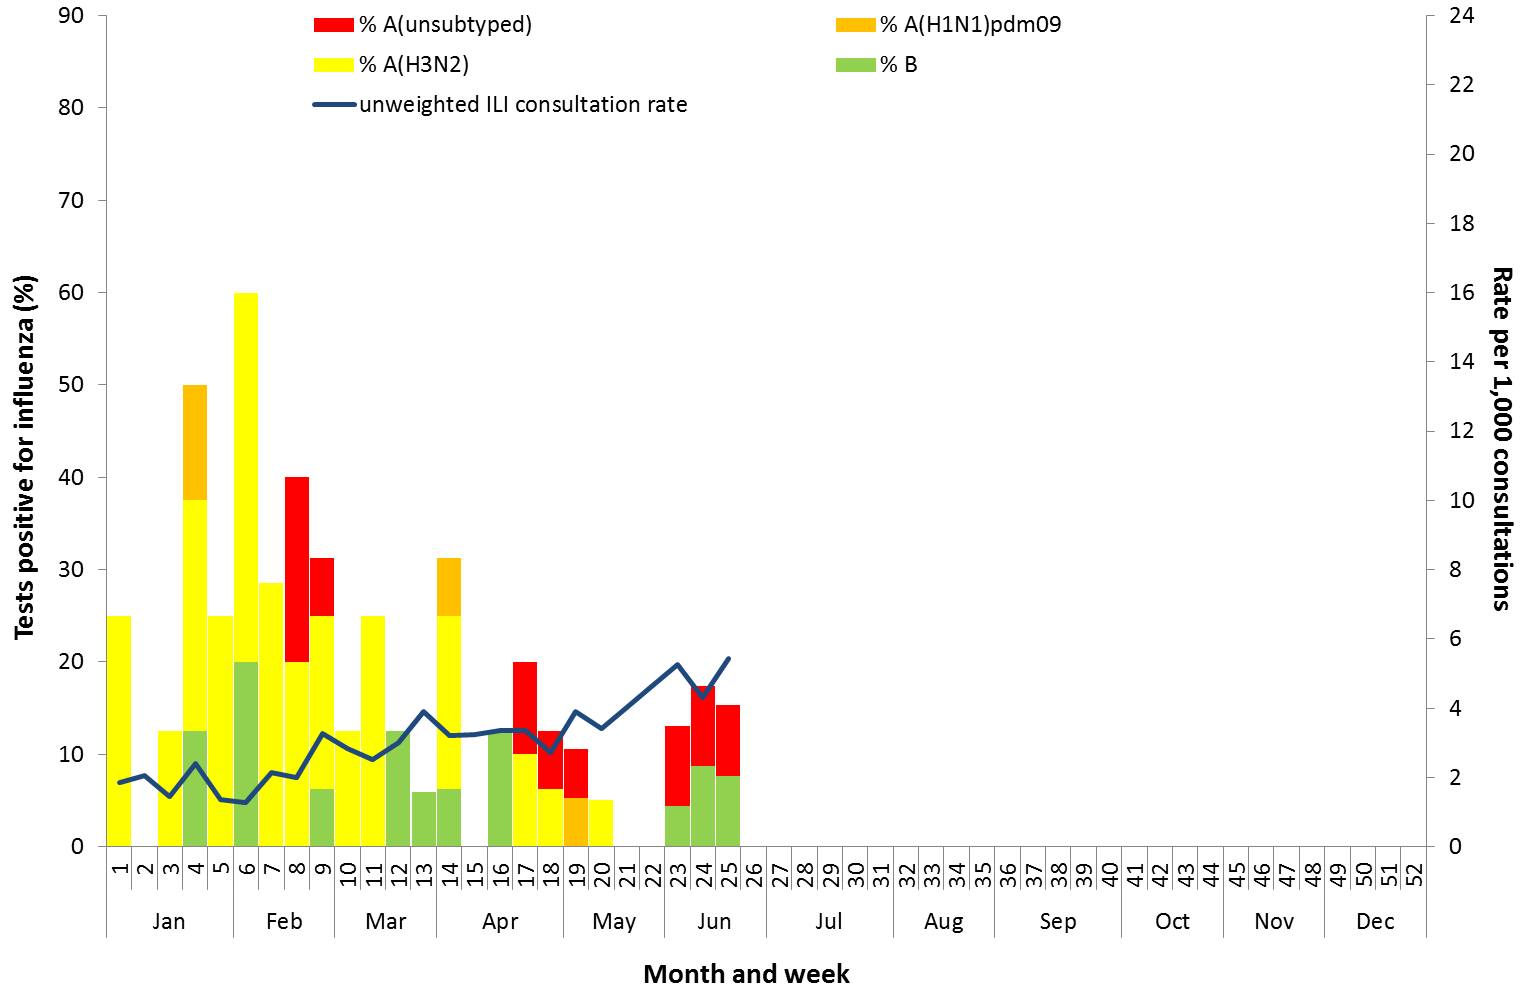 % A(unsubtyped)
% A(H1N1)pdm09
% A(H3N2)
% B
unweighted ILI consultation rate
Tests positive for influenza (%)
90
80
70
60
50
40
30
20
10
0
24
22
20
18
16
14
12
10
8
6
4
2
0
Rate per 1,000 consultations
1 2 3 4 5 6 7 8 9 10 11 12 13 14 15 16 17 18 19 20 21 22 23 24 25 26 27 28 29 30 31 32 33 34 35 36 37 38 39 40 41 42 43 44 45 46 47 48 49 50 51 52
Jan Feb Mar Apr May Jun Jul Aug Sep Oct Nov Dec
Month and week